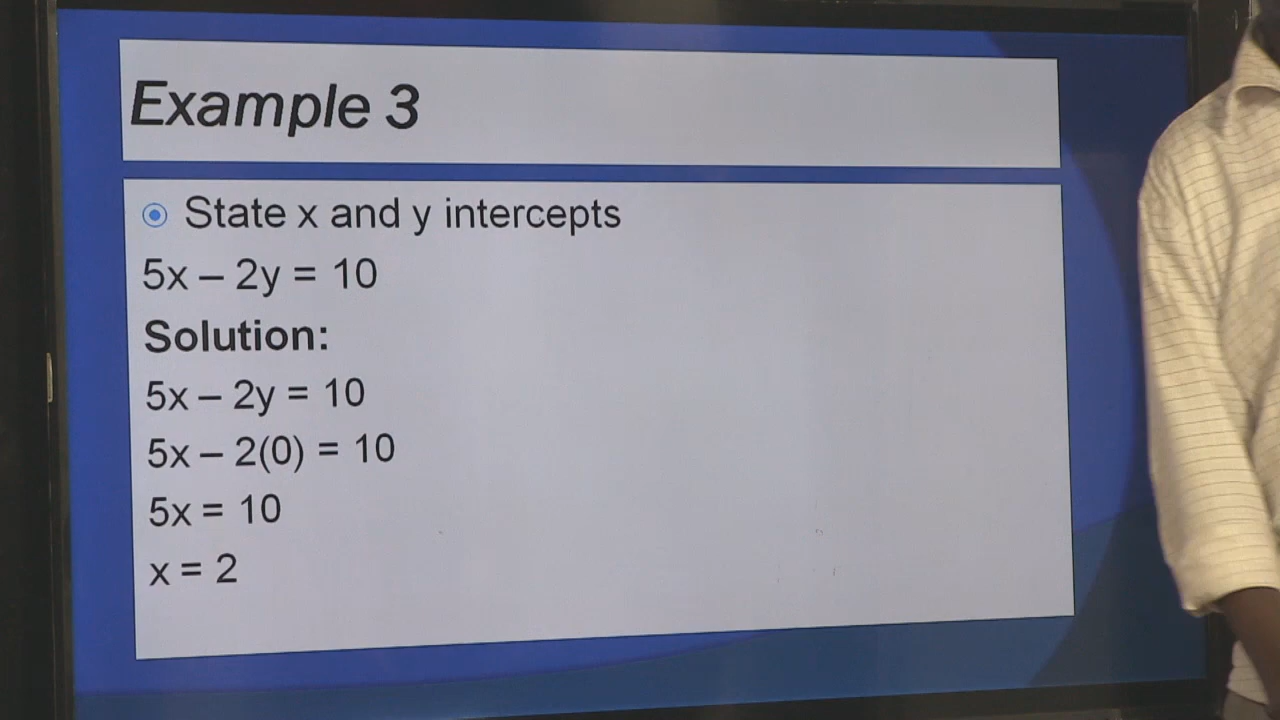 Example 3
State x and y intercepts
5x – 2y = 10
Solution:
5x – 2y = 10
5x – 2(0) = 10
5x = 10
x = 2